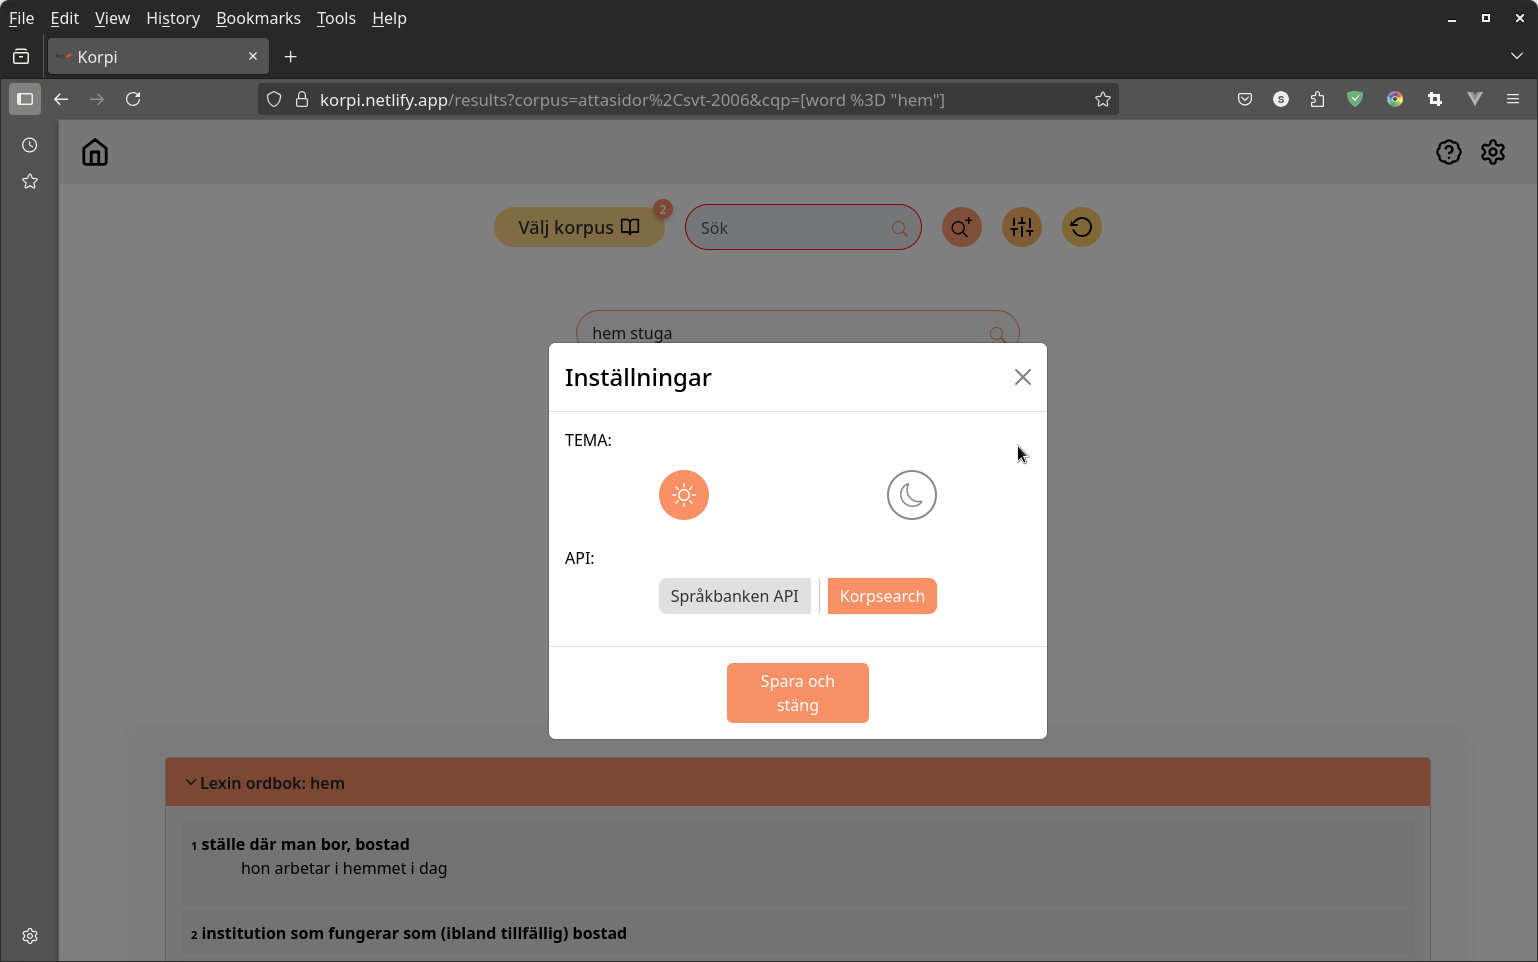 File Edit View History Bookmarks Tools Help
Korpi
korpi.netlify.app/results?corpus=attasidor%2Csvt-2006&cqp=[word %3D "hem"]
S
Välj korpus
2
Sök
hem stuga
Inställningar
TEMA:
API:
Språkbanken API
Korpsearch
Spara och
stäng
Lexin ordbok: hem
1 ställe där man bor, bostad
hon arbetar i hemmet i dag
2 institution som fungerar som (ibland tillfällig) bostad